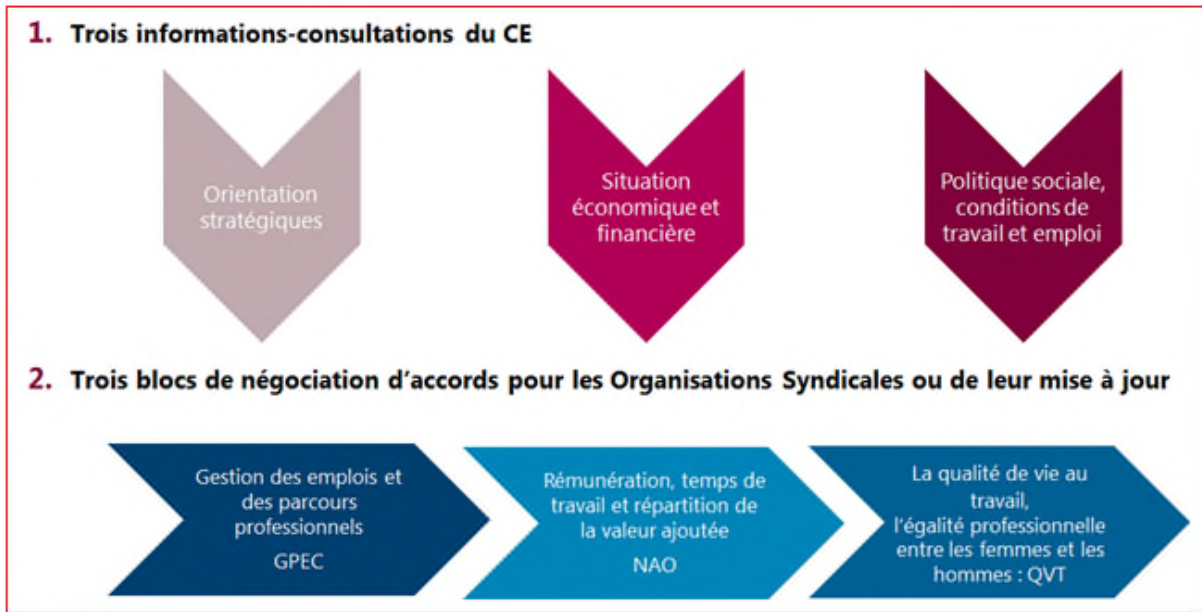 1. Trois informations-consultations du CE
Orientation
stratégiques
Situation
économique et
financière
Politique sociale,
conditions de
travail et emploi
2. Trois blocs de négociation d'accords pour les Organisations Syndicales ou de leur mise à jour
Gestion des emplois et
des parcours
professionnels
GPEC
Rémunération, temps de
travail et répartition de
la valeur ajoutée
NAO
La qualité de vie au
travail,
l'égalité professionnelle
entre les femmes et les
hommes : QVT